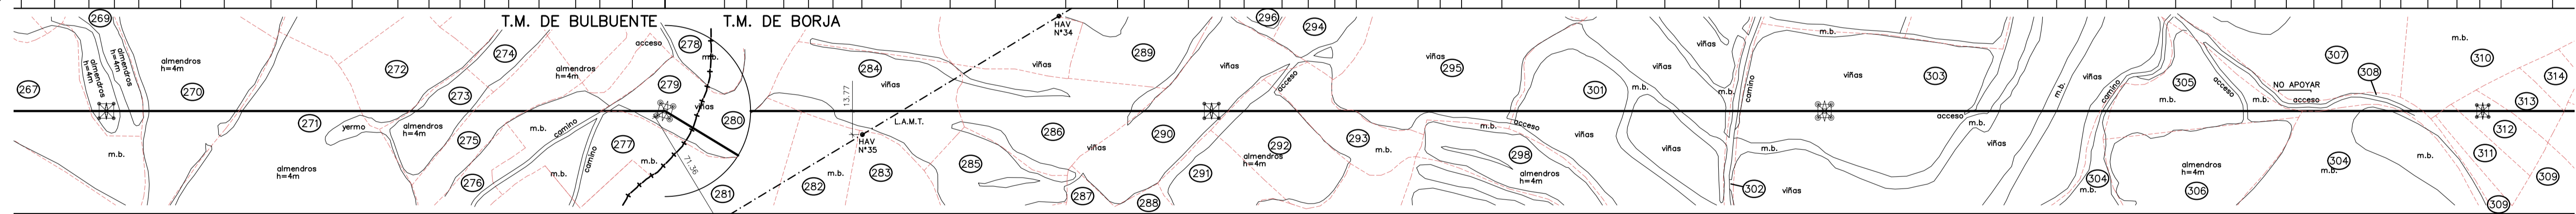 T.M. DE BULBUENTE
T.M. DE BORJA
269
267
almendros
h=4m
almendros
h=4m
m.b.
almendros
h=4m
270
271
almendros
h=4m
yermo
272
273
274
275
276
almendros
h=4m
almendros
h=4m
m.b.
camino
camino
m.b.
277
m.b.
acceso
278
m.b.
279
viñas
280
281
71.36
282
m.b.
283
284
viñas
13.77
HAV
N°35
L.A.M.T.
HAV
N°34
285
286
viñas
287
288
viñas
289
290
291
viñas
296
294
acceso
292
almendros
h=4m
293
m.b.
viñas
295
m.b.
acceso
298
almendros
h=4m
301
viñas
m.b.
viñas
viñas
viñas
m.b.
camino
302
viñas
m.b.
m.b.
viñas
303
acceso
m.b.
viñas
m.b.
viñas
camino
304
m.b.
305
m.b.
acceso
m.b.
almendros
h=4m
306
NO APOYAR
acceso
307
308
m.b.
304
m.b.
m.b.
310
314
313
312
311
309
309